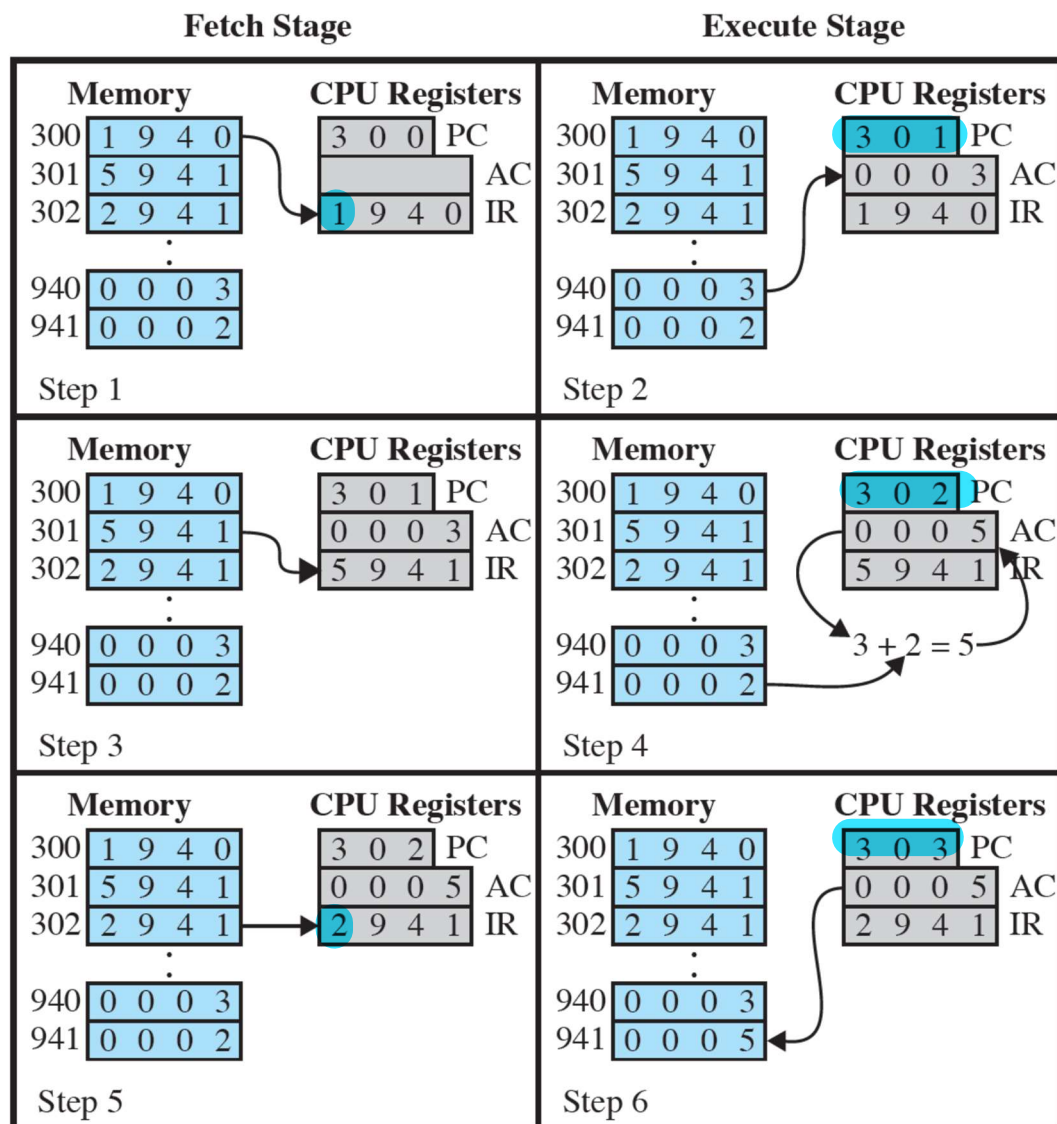 Fetch Stage Execute Stage
Memory CPU Registers Memory CPU Registers
300 1 9 4 0 3 0 0 PC 300 1 9 4 0 3 0 1 PC
301 5 9 4 1 AC 301 5 9 4 1 0 0 0 3 AC
302 2 9 4 1 1 9 4 0 IR 302 2 9 4 1 1 9 4 0 IR
940 0 0 0 3 940 0 0 0 3
941 0 0 0 2 941 0 0 0 2
Step 1 Step 2
Memory CPU Registers Memory CPU Registers
300 1 9 4 0 3 0 1 PC 300 1 9 4 0 3 0 2 PC
301 5 9 4 1 0 0 0 3 AC 301 5 9 4 1 0 0 0 5 AC
302 2 9 4 1 5 9 4 1 IR 302 2 9 4 1 5 9 4 1 IR
940 0 0 0 3 940 0 0 0 3 3 + 2 = 5
941 0 0 0 2 941 0 0 0 2
Step 3 Step 4
Memory CPU Registers Memory CPU Registers
300 1 9 4 0 3 0 2 PC 300 1 9 4 0 3 0 3 PC
301 5 9 4 1 0 0 0 5 AC 301 5 9 4 1 0 0 0 5 AC
302 2 9 4 1 2 9 4 1 IR 302 2 9 4 1 2 9 4 1 IR
940 0 0 0 3 940 0 0 0 3
941 0 0 0 2 941 0 0 0 5
Step 5 Step 6